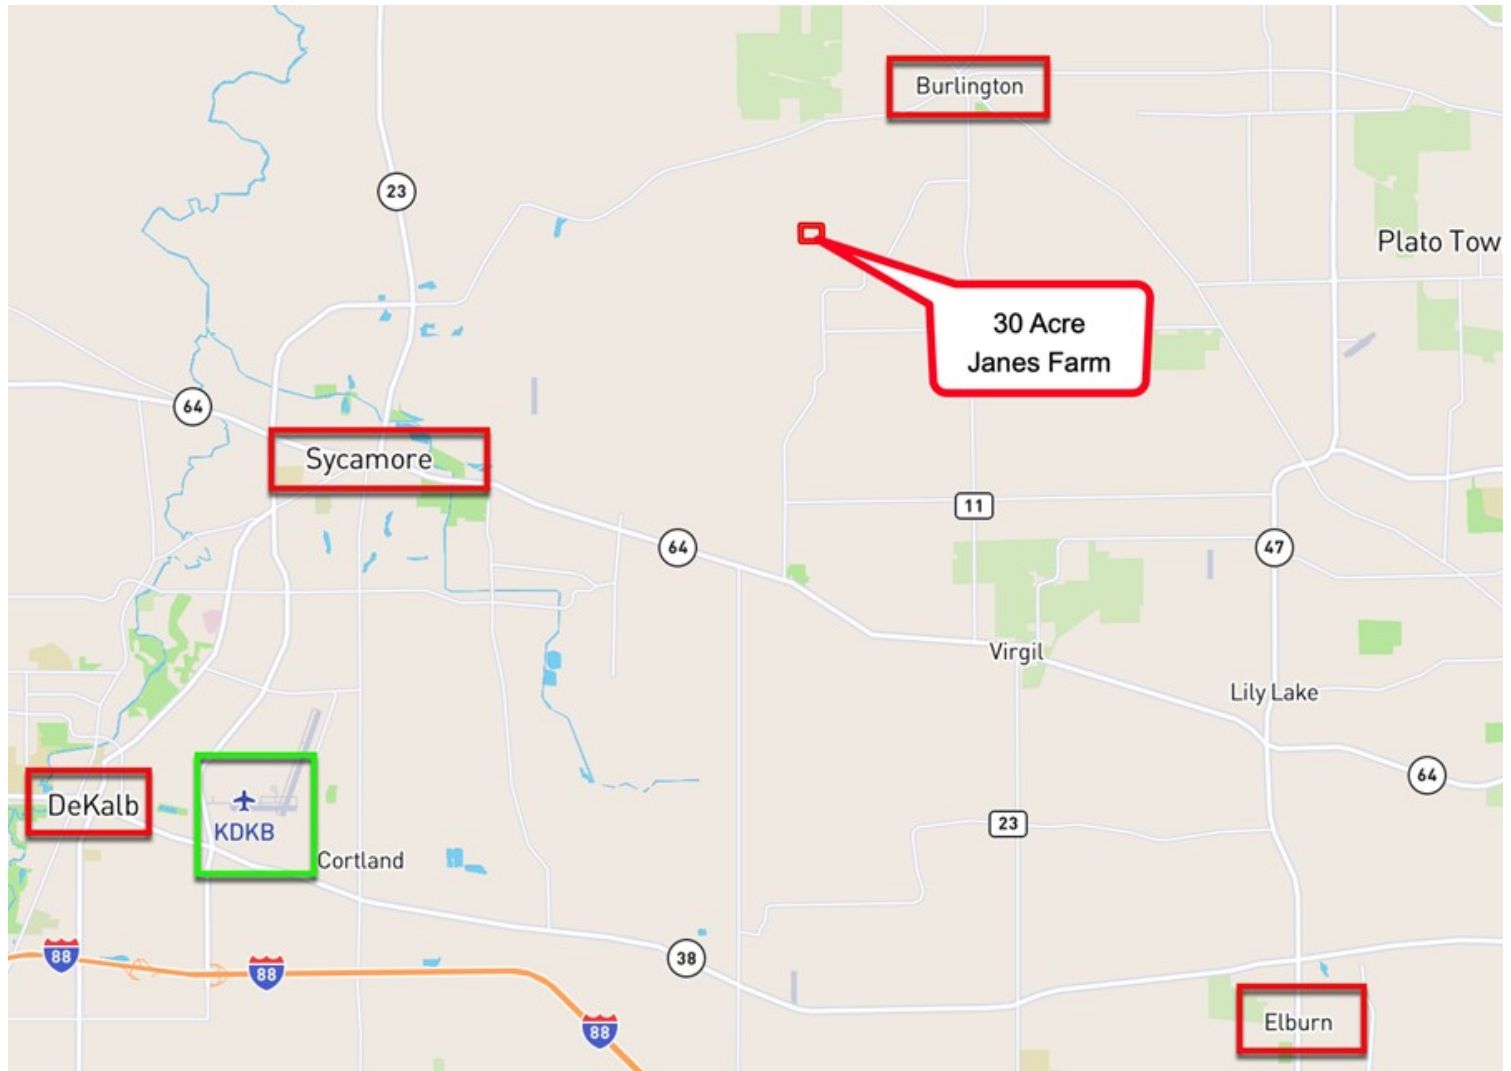 Burlington
23
Plato Tow
30 Acre
Janes Farm
64
Sycamore
11
64
47
Virgil
Lily Lake
64
DeKalb
KDKB
23
Cortland
88
88
38
88
Elburn